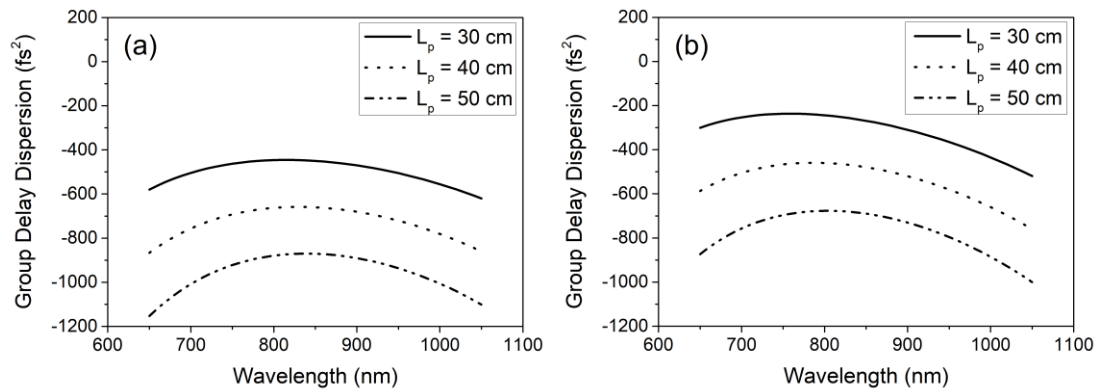 (a)
L_p = 30 cm
L_p = 40 cm
L_p = 50 cm
Group Delay Dispersion (fs²)
200
0
-200
-400
-600
-800
-1000
-1200
600 700 800 900 1000 1100
Wavelength (nm)
(b)
L_p = 30 cm
L_p = 40 cm
L_p = 50 cm
Group Delay Dispersion (fs²)
200
0
-200
-400
-600
-800
-1000
-1200
600 700 800 900 1000 1100
Wavelength (nm)